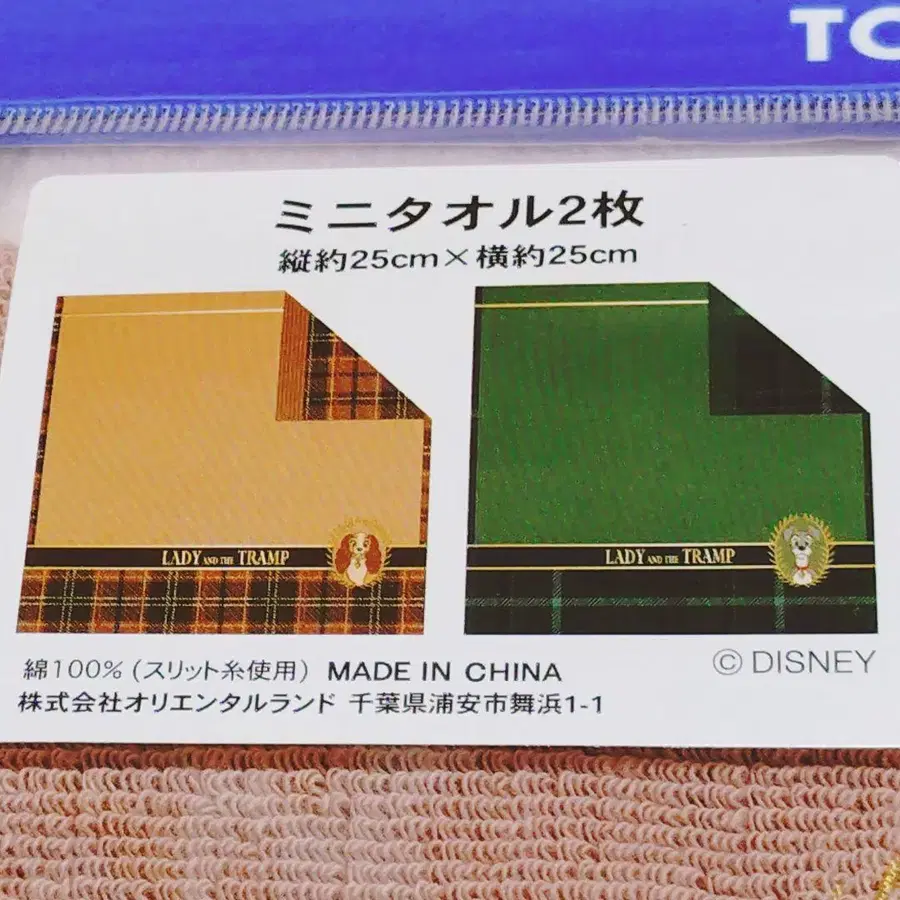 TO
ミニタオル2枚
縦約25cm×横約25cm
LADY AND THE TRAMP
LADY AND THE TRAMP
綿100% (スリット糸使用) MADE IN CHINA
© DISNEY
株式会社オリエンタルランド 千葉県浦安市舞浜1-1